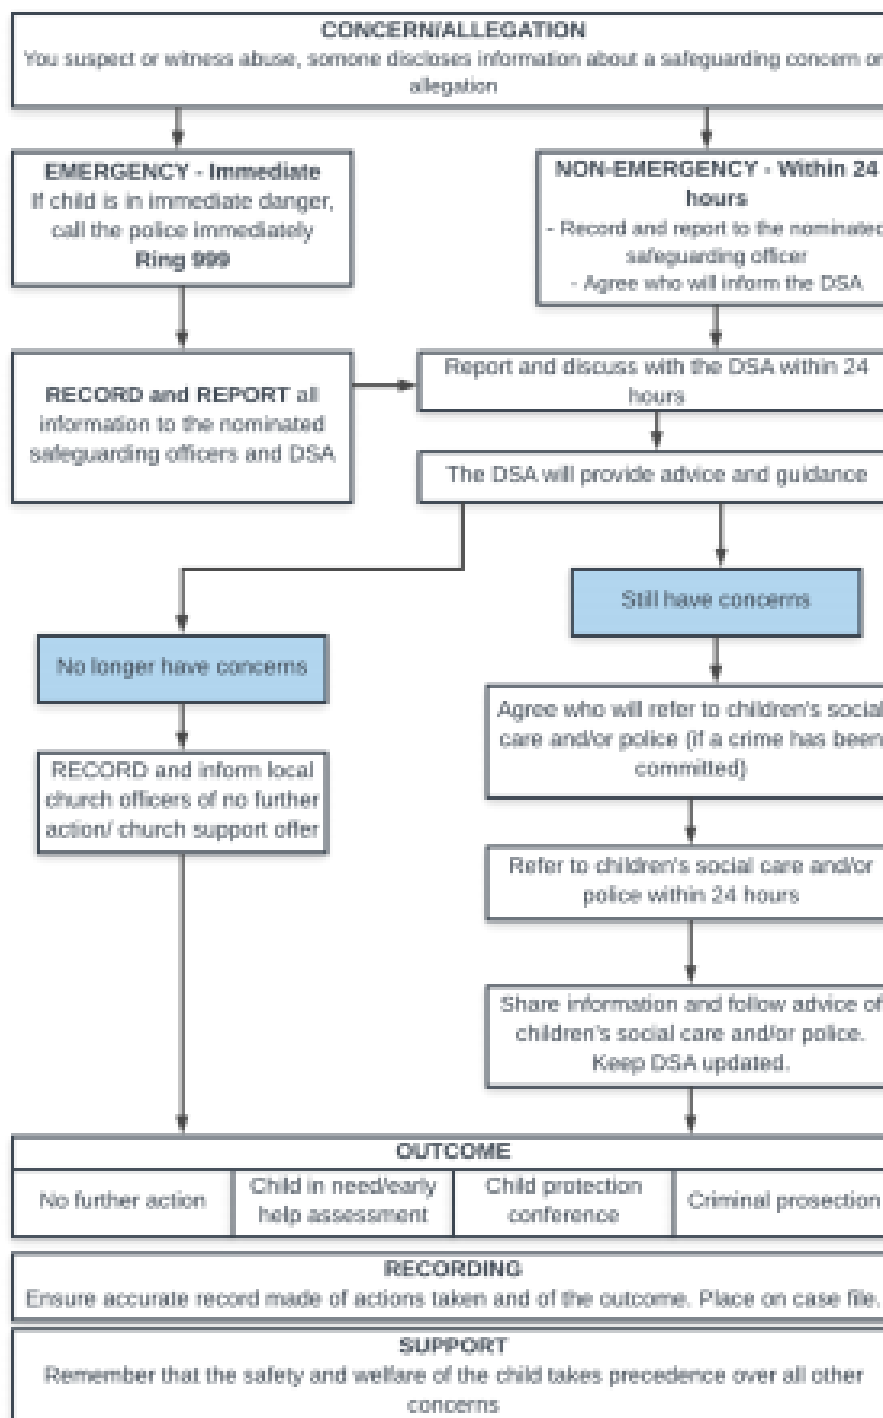 CONCERN/ALLEGATION
You suspect or witness abuse, somone discloses information about a safeguarding concern or
allegation
EMERGENCY - Immediate
If child is in immediate danger,
call the police immediately
Ring 999
NON-EMERGENCY - Within 24
hours
- Record and report to the nominated
safeguarding officer
- Agree who will inform the DSA
RECORD and REPORT all
information to the nominated
safeguarding officers and DSA
Report and discuss with the DSA within 24
hours
The DSA will provide advice and guidance
Still have concerns
No longer have concerns
Agree who will refer to children's social
care and/or police (if a crime has been
committed)
RECORD and inform local
church officers of no further
action/ church support offer
Refer to children's social care and/or
police within 24 hours
Share information and follow advice of
children's social care and/or police.
Keep DSA updated.
OUTCOME
No further action
Child in need/early
help assessment
Child protection
conference
Criminal prosection
RECORDING
Ensure accurate record made of actions taken and of the outcome. Place on case file.
SUPPORT
Remember that the safety and welfare of the child takes precedence over all other
concerns